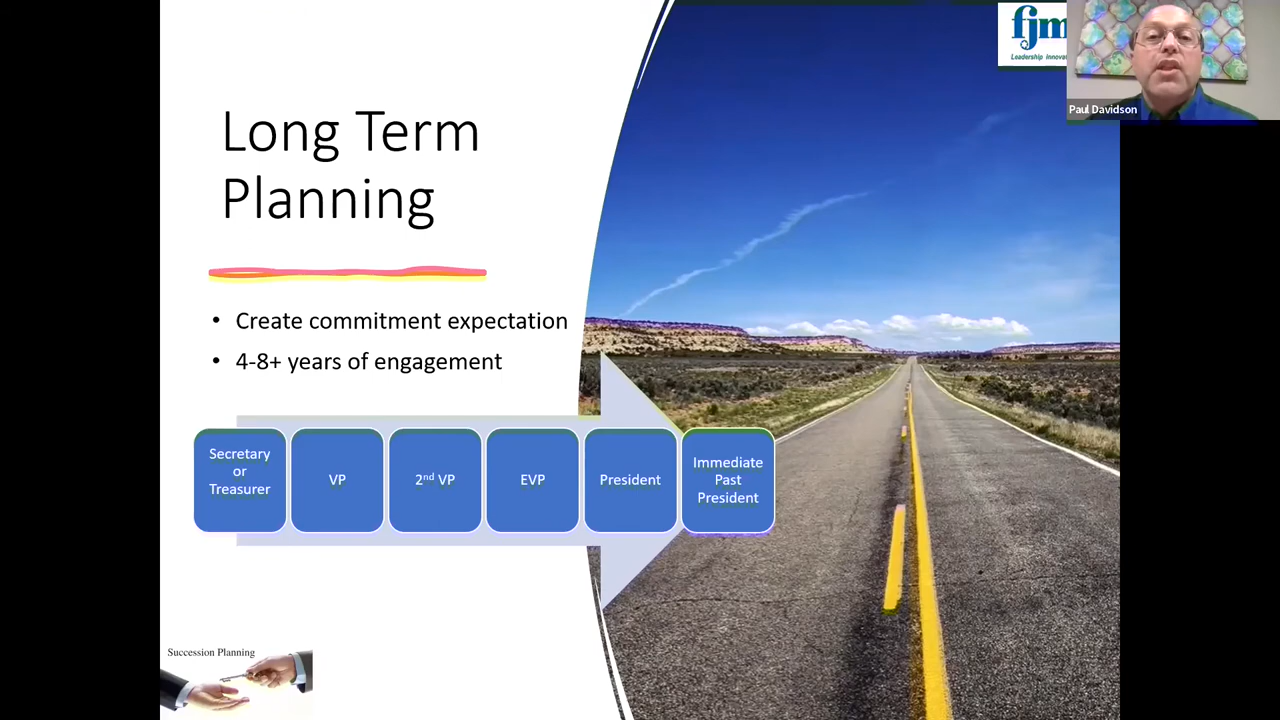 Long Term
Planning
• Create commitment expectation
• 4-8+ years of engagement
Secretary
or
Treasurer
VP
2nd VP
EVP
President
Immediate
Past
President
Succession Planning
fjm
Leadership
Paul Davidson